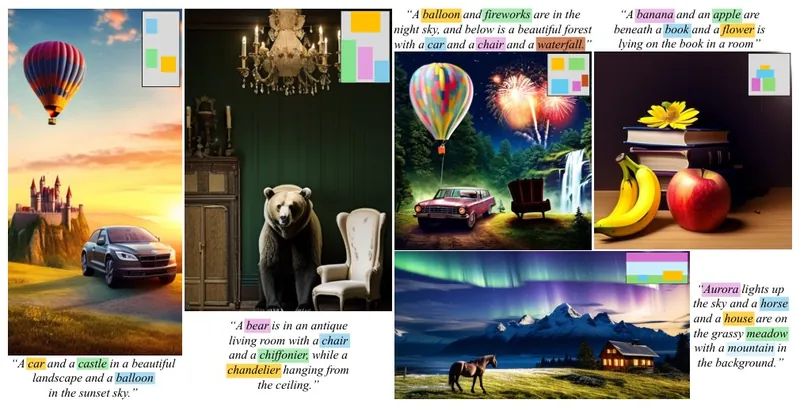 “A car and a castle in a beautiful
landscape and a balloon
in the sunset sky.”
“A bear is in an antique
living room with a chair
and a chiffonier, while a
chandelier hanging from
the ceiling.”
“A balloon and fireworks are in the
night sky, and below is a beautiful forest
with a car and a chair and a waterfall.”
“A banana and an apple are
beneath a book and a flower is
lying on the book in a room”
“Aurora lights up
the sky and a horse
and a house are on
the grassy meadow
with a mountain in
the background.”